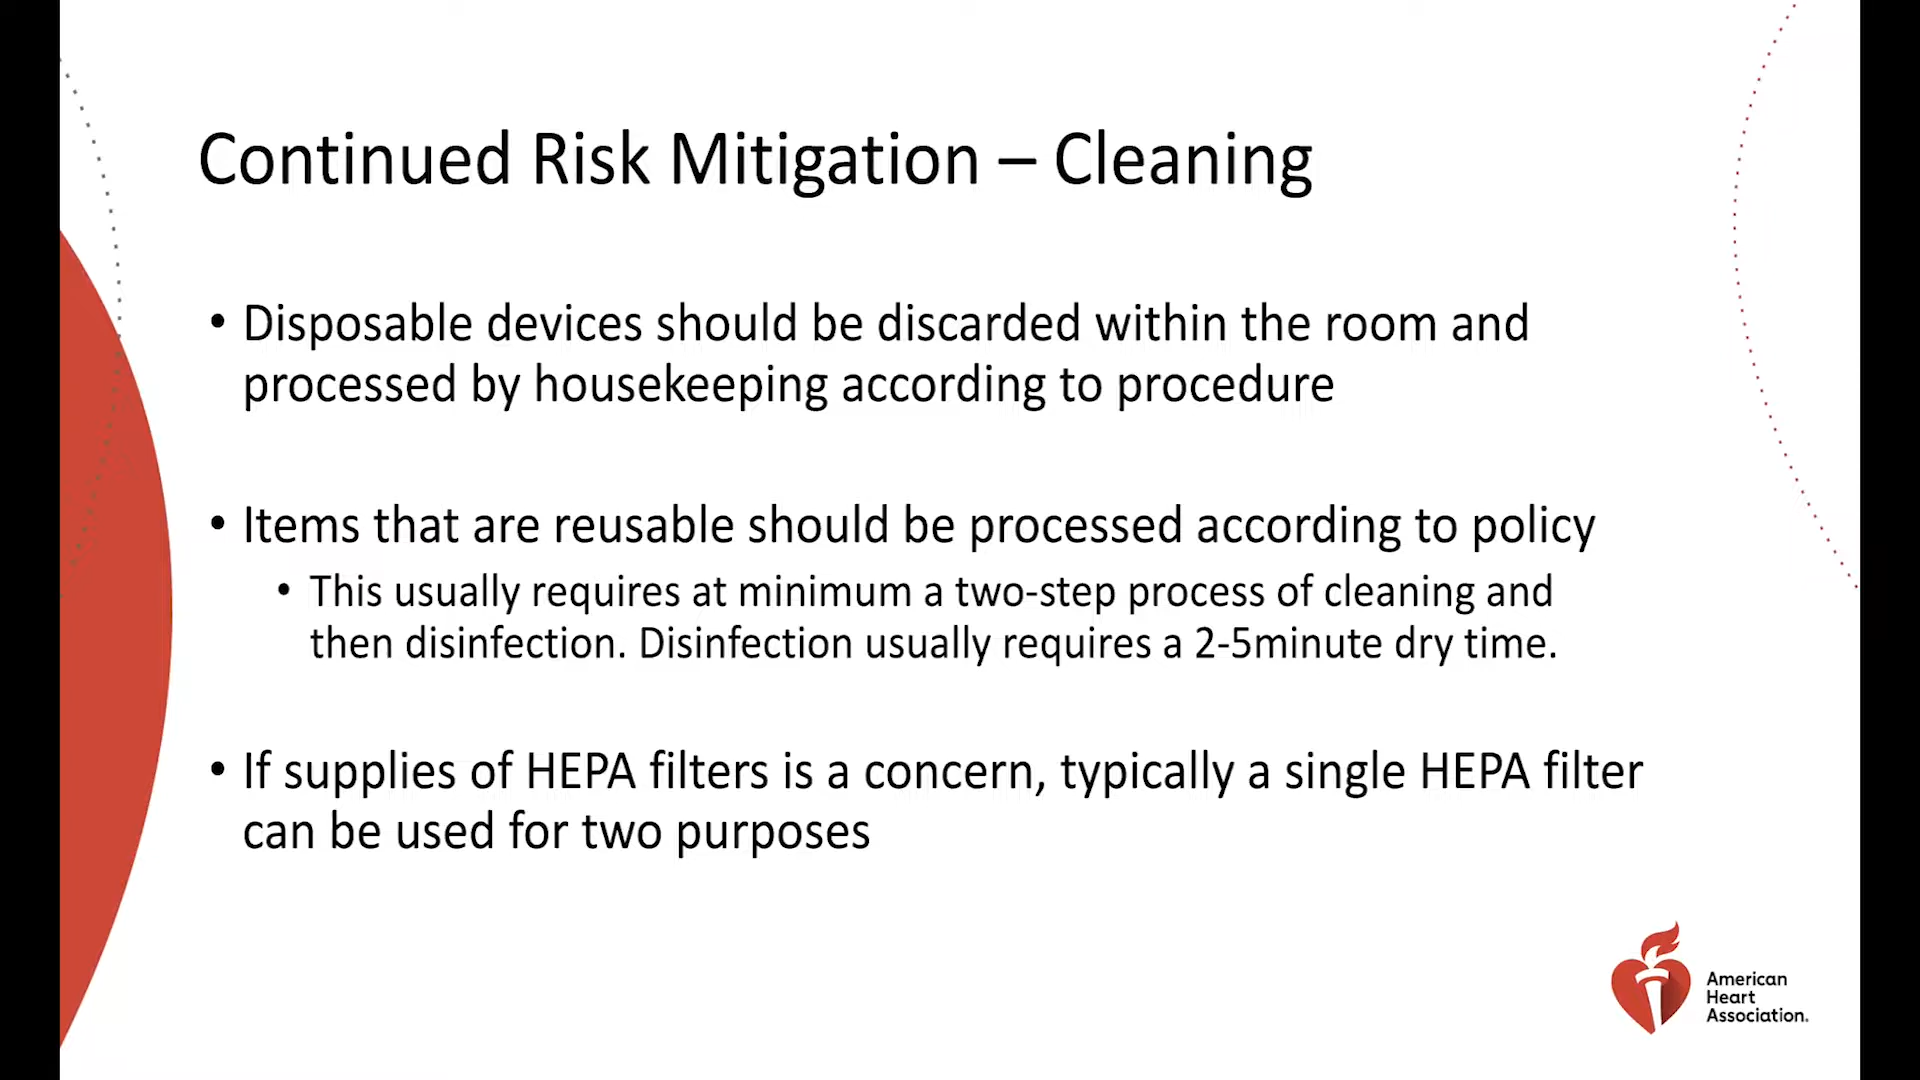 Continued Risk Mitigation – Cleaning
• Disposable devices should be discarded within the room and
processed by housekeeping according to procedure
• Items that are reusable should be processed according to policy
• This usually requires at minimum a two-step process of cleaning and
then disinfection. Disinfection usually requires a 2-5minute dry time.
• If supplies of HEPA filters is a concern, typically a single HEPA filter
can be used for two purposes
American
Heart
Association.